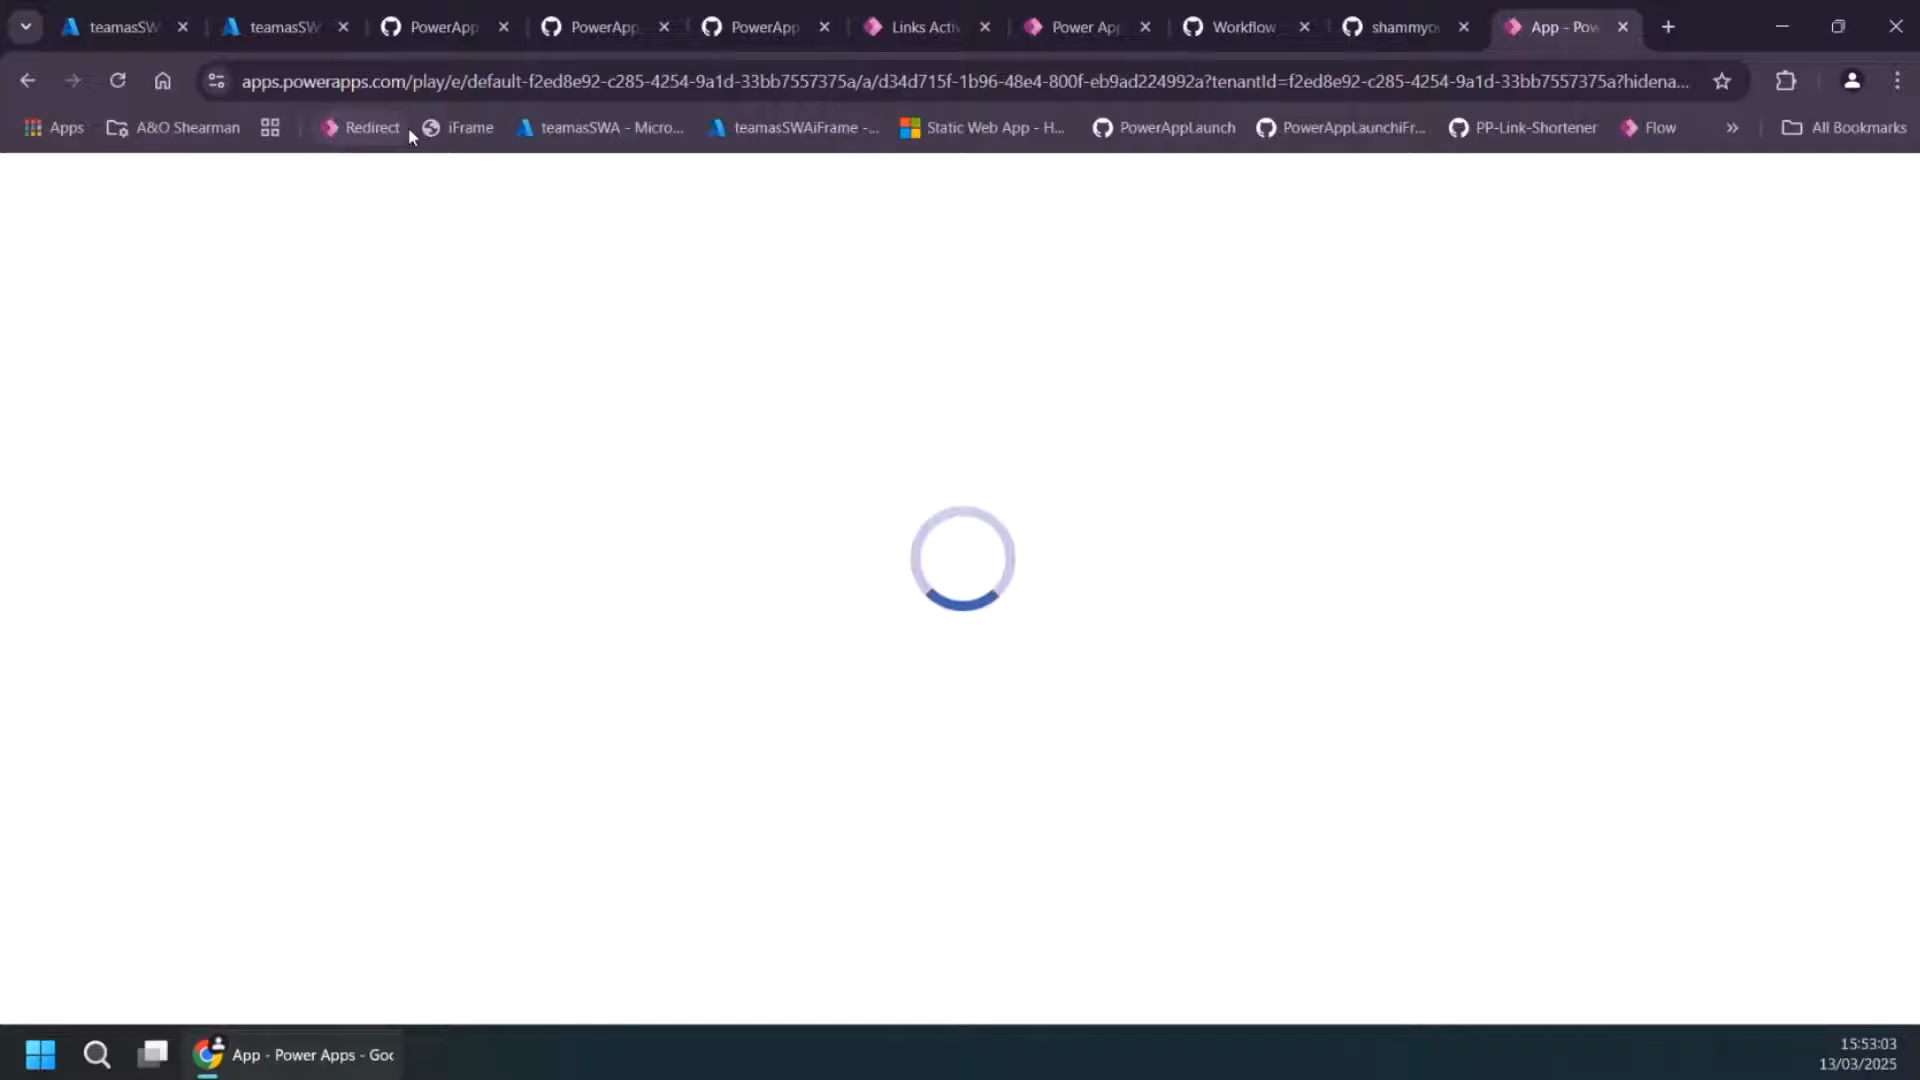 teamasSW
teamasSW
PowerApp
PowerApp
PowerApp
Links Activ
Power App
Workflow
shammyo
App - Pow
apps.powerapps.com/play/e/default-f2ed8e92-c285-4254-9a1d-33bb7557375a/a/d34d715f-1b96-48e4-800f-eb9ad224992a?tenantId=f2ed8e92-c285-4254-9a1d-33bb7557375a?hidena...
Apps
A&O Shearman
Redirect
iFrame
teamasSWA - Micro...
teamasSWAiFrame -...
Static Web App - H...
PowerAppLaunch
PowerAppLaunchiFr...
PP-Link-Shortener
Flow
All Bookmarks
App - Power Apps - Goo
15:53:03
13/03/2025